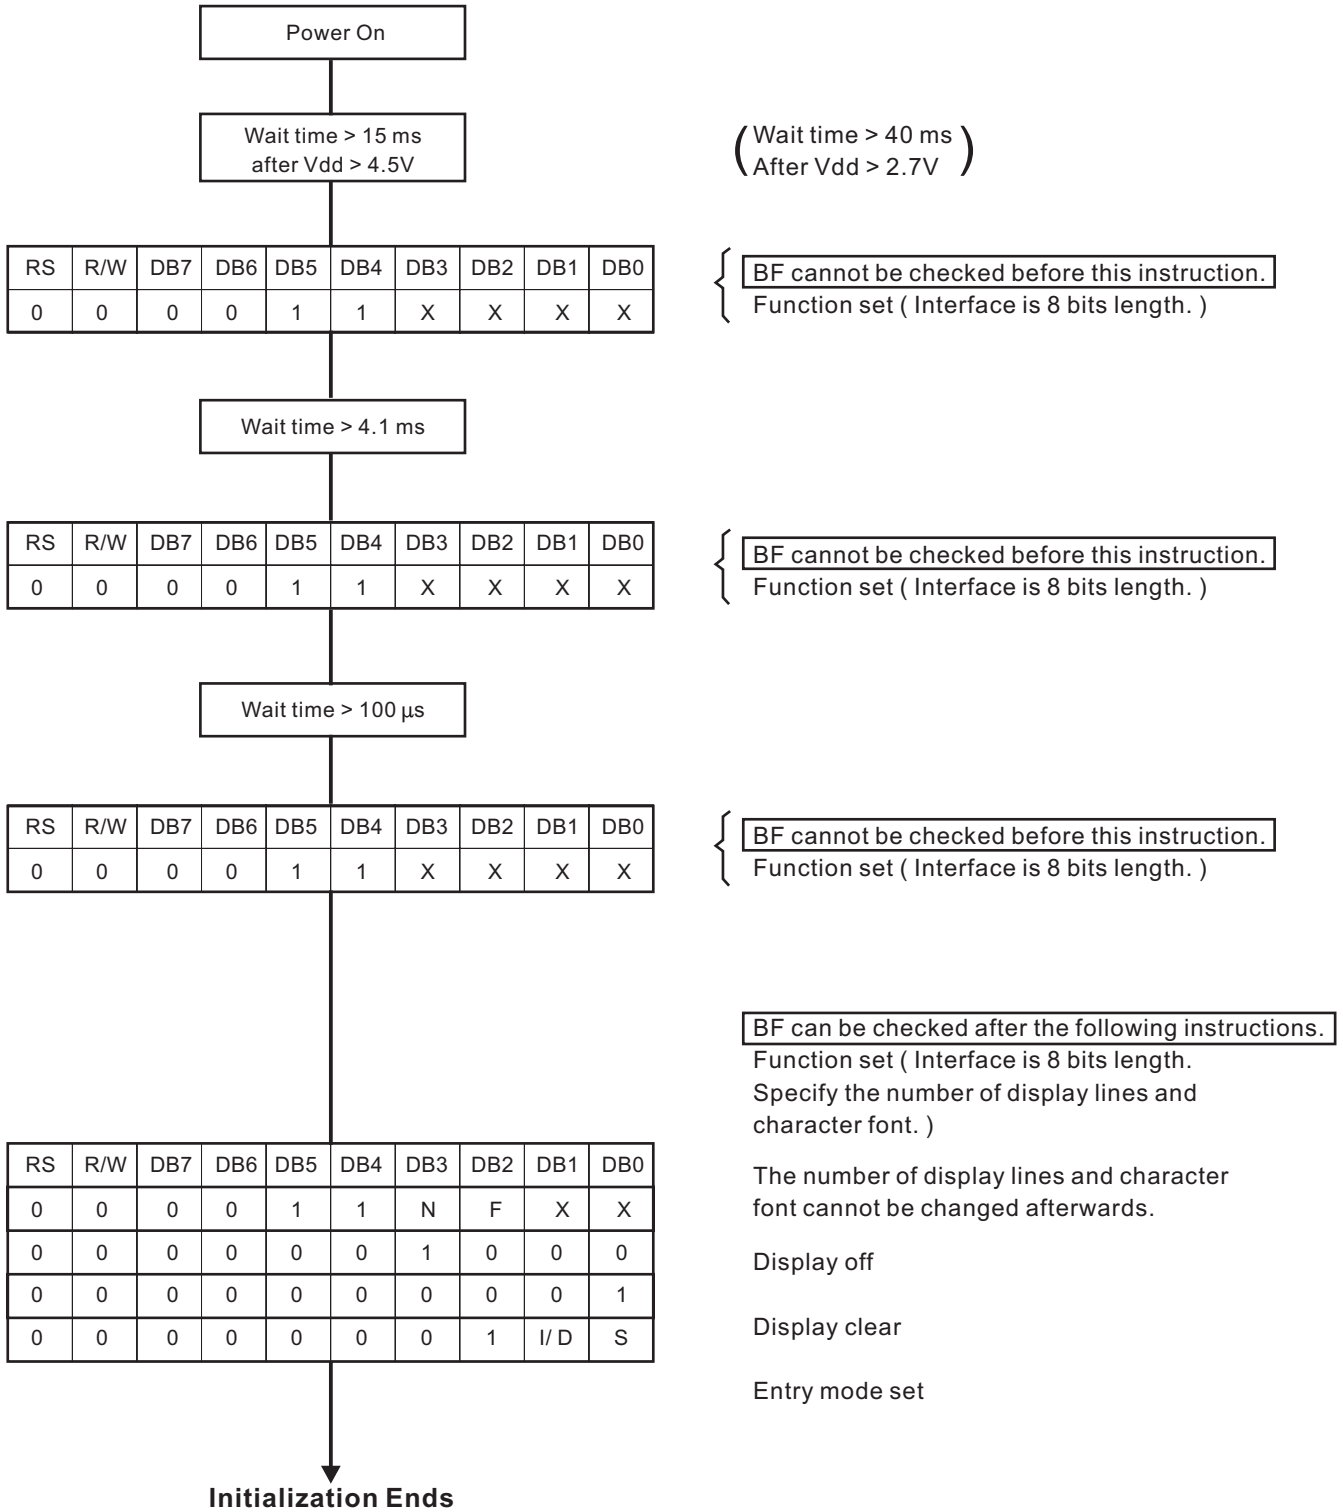 Power On
Wait time > 15 ms
after Vdd > 4.5V
( Wait time > 40 ms )
After Vdd > 2.7V
RS R/W DB7 DB6 DB5 DB4 DB3 DB2 DB1 DB0
0 0 0 0 1 1 X X X X
BF cannot be checked before this instruction.
Function set ( Interface is 8 bits length. )
Wait time > 4.1 ms
RS R/W DB7 DB6 DB5 DB4 DB3 DB2 DB1 DB0
0 0 0 0 1 1 X X X X
BF cannot be checked before this instruction.
Function set ( Interface is 8 bits length. )
Wait time > 100 μs
RS R/W DB7 DB6 DB5 DB4 DB3 DB2 DB1 DB0
0 0 0 0 1 1 X X X X
BF cannot be checked before this instruction.
Function set ( Interface is 8 bits length. )
BF can be checked after the following instructions.
Function set ( Interface is 8 bits length.
Specify the number of display lines and
character font. )
The number of display lines and character
font cannot be changed afterwards.
Display off
Display clear
Entry mode set
RS R/W DB7 DB6 DB5 DB4 DB3 DB2 DB1 DB0
0 0 0 0 1 1 N F X X
0 0 0 0 0 0 1 0 0 0
0 0 0 0 0 0 0 0 0 1
0 0 0 0 0 0 0 1 I/ D S
Initialization Ends